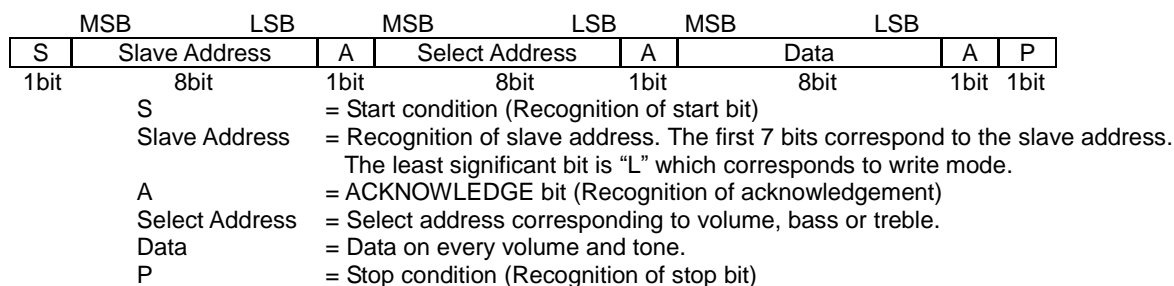 MSB LSB MSB LSB MSB LSB
S Slave Address A Select Address A Data A P
1bit 8bit 1bit 8bit 1bit 8bit 1bit 1bit
S = Start condition (Recognition of start bit)
Slave Address = Recognition of slave address. The first 7 bits correspond to the slave address.
The least significant bit is “L” which corresponds to write mode.
A = ACKNOWLEDGE bit (Recognition of acknowledgement)
Select Address = Select address corresponding to volume, bass or treble.
Data = Data on every volume and tone.
P = Stop condition (Recognition of stop bit)